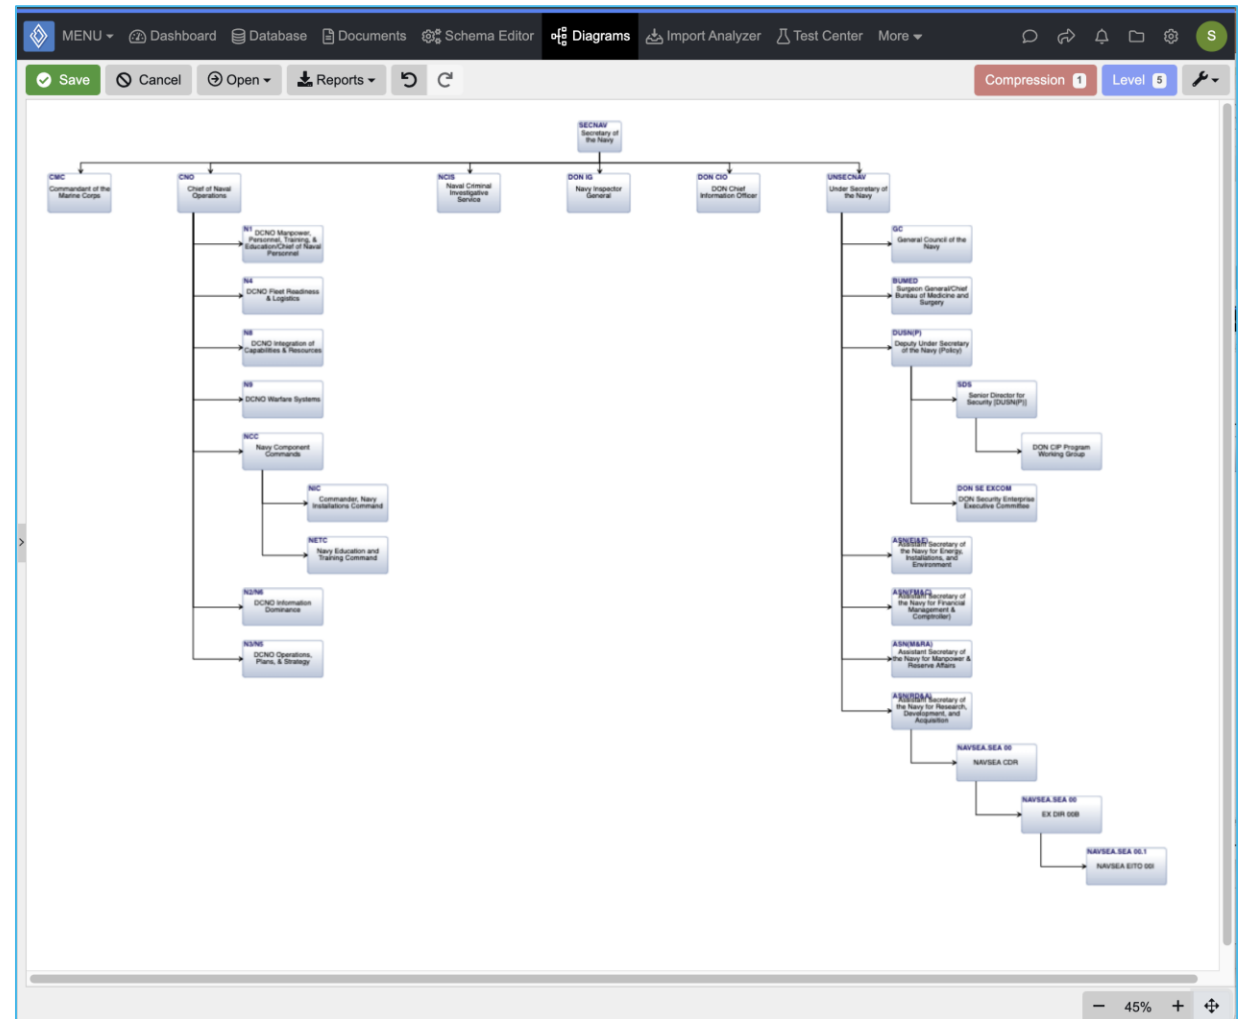 MENU Dashboard Database Documents Schema Editor Diagrams Import Analyzer Test Center More S
Save Cancel Open Reports Compression 1 Level 5
SECNAV
Secretary of
the Navy
CMC
Commandant of the
Marine Corps
CNO
Chief of Naval
Operations
NCIS
Naval Criminal
Investigative
Service
DON IG
Navy Inspector
General
DON CIO
DON Chief
Information Officer
UNSECNAV
Under Secretary of
the Navy
N1
DCNO Manpower,
Personnel, Training, &
Education/Chief of Naval
Personnel
N4
DCNO Fleet Readiness
& Logistics
N8
DCNO Integration of
Capabilities & Resources
N9
DCNO Warfare Systems
NCC
Navy Component
Commands
NIC
Commander, Navy
Installations Command
NETC
Navy Education and
Training Command
N2/N6
DCNO Information
Dominance
N3/N5
DCNO Operations,
Plans, & Strategy
GC
General Council of the
Navy
BUMED
Surgeon General/Chief
Bureau of Medicine and
Surgery
DUSN(P)
Deputy Under Secretary
of the Navy (Policy)
SDS
Senior Director for
Security [DUSN(P)]
DON CIP Program
Working Group
DON SE EXCOM
DON Security Enterprise
Executive Committee
ASN(EI&E)
Assistant Secretary of
the Navy for Energy,
Installations, and
Environment
ASN(FM&C)
Assistant Secretary of
the Navy for Financial
Management &
Comptroller)
ASN(M&RA)
Assistant Secretary of
the Navy for Manpower &
Reserve Affairs
ASN(RD&A)
Assistant Secretary of
the Navy for Research,
Development, and
Acquisition
NAVSEA.SEA 00
NAVSEA CDR
NAVSEA.SEA 00
EX DIR 00B
NAVSEA.SEA 00.1
NAVSEA EITO 00I
45%